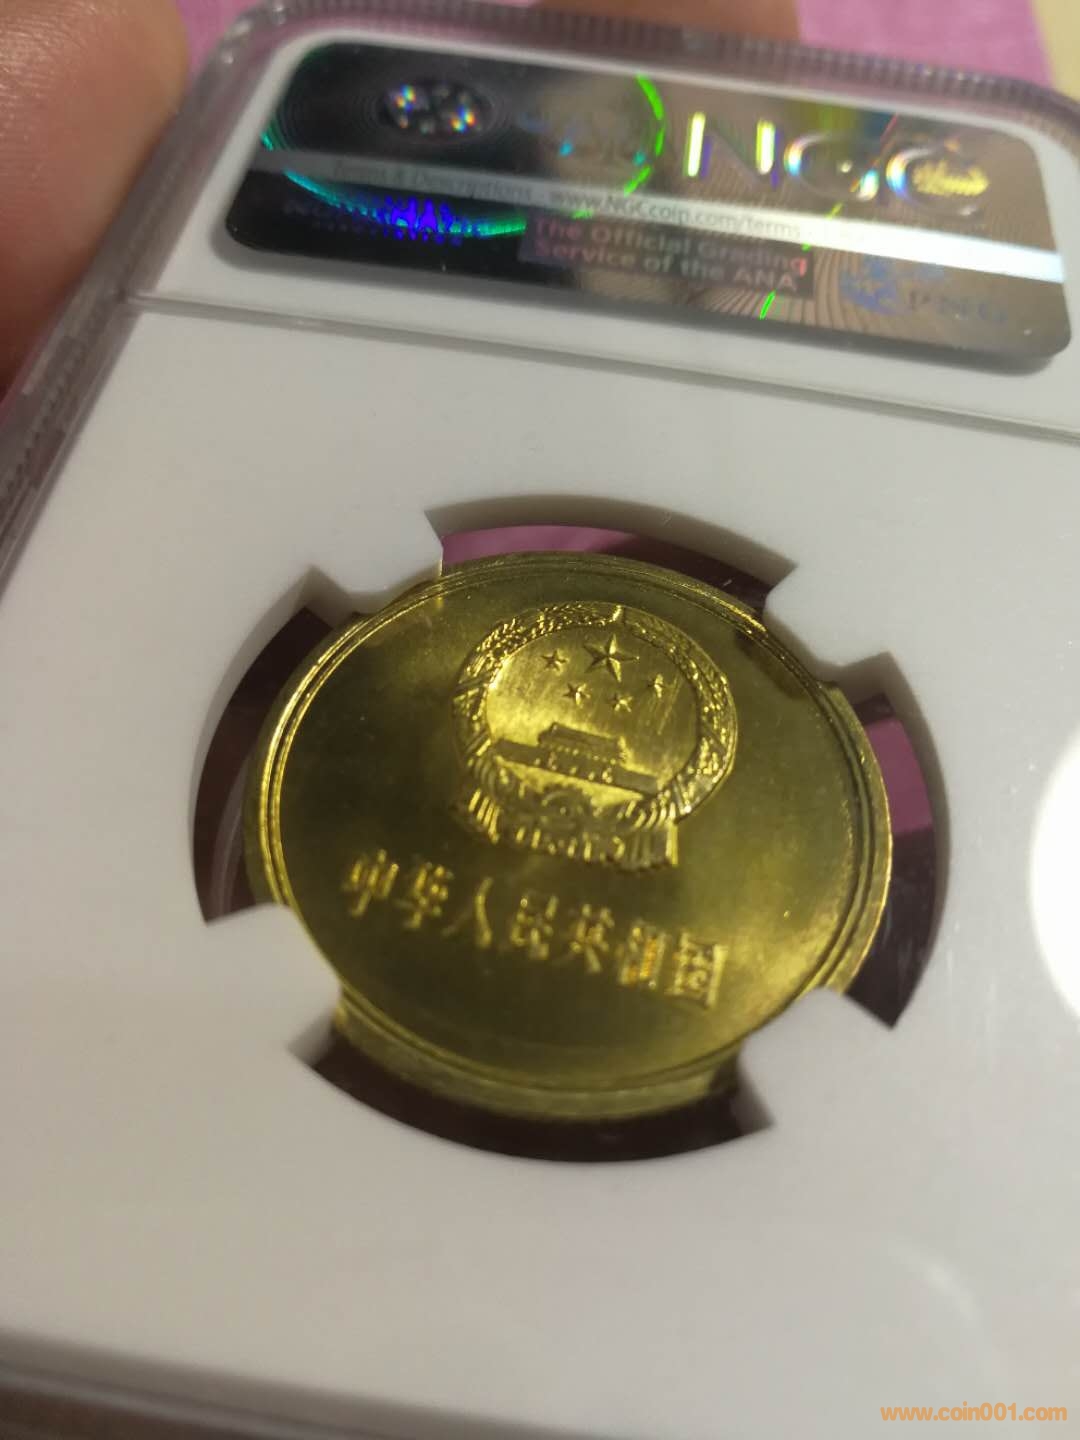 NGC
Terms & Descriptions - www.NGCcoin.com/terms -
The Official Grading
Service of the ANA
PNG
中华人民共和国
www.coin001.com